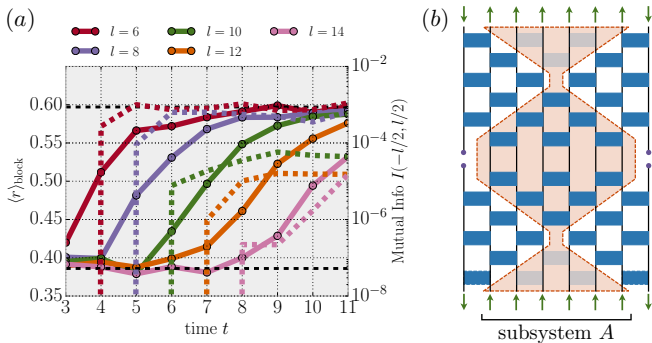 (a)
l = 6
l = 10
l = 14
l = 8
l = 12
(b)
0.60
0.55
0.50
0.45
0.40
0.35
⟨r⟩block
3 4 5 6 7 8 9 10 11
time t
10⁻²
10⁻⁴
10⁻⁶
10⁻⁸
Mutual Info I(−l/2, l/2)
subsystem A